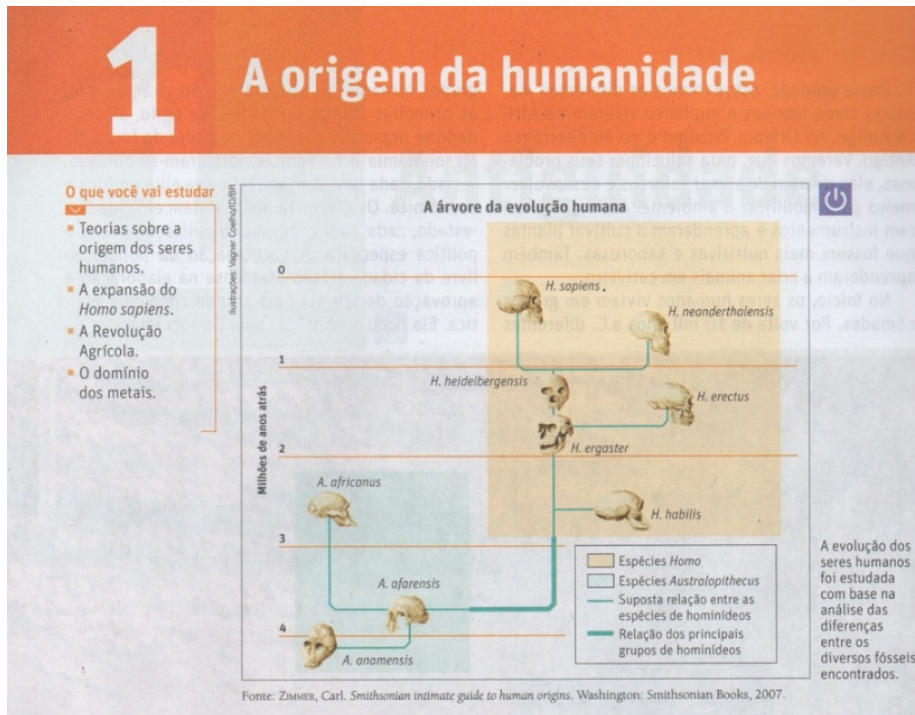 1
A origem da humanidade
O que você vai estudar
Teorias sobre a
origem dos seres
humanos.
A expansão do
Homo sapiens.
A Revolução
Agrícola.
O domínio
dos metais.
Ilustrações: Vagner Coelho/ID/BR
A árvore da evolução humana
Milhões de anos atrás
0
H. sapiens
H. neanderthalensis
1
H. heidelbergensis
H. erectus
H. ergaster
2
A. africanus
H. habilis
3
A. afarensis
4
A. anamensis
Espécies Homo
Espécies Australopithecus
Suposta relação entre as
espécies de hominídeos
Relação dos principais
grupos de hominídeos
A evolução dos
seres humanos
foi estudada
com base na
análise das
diferenças
entre os
diversos fósseis
encontrados.
Fonte: ZIMMER, Carl. Smithsonian intimate guide to human origins. Washington: Smithsonian Books, 2007.